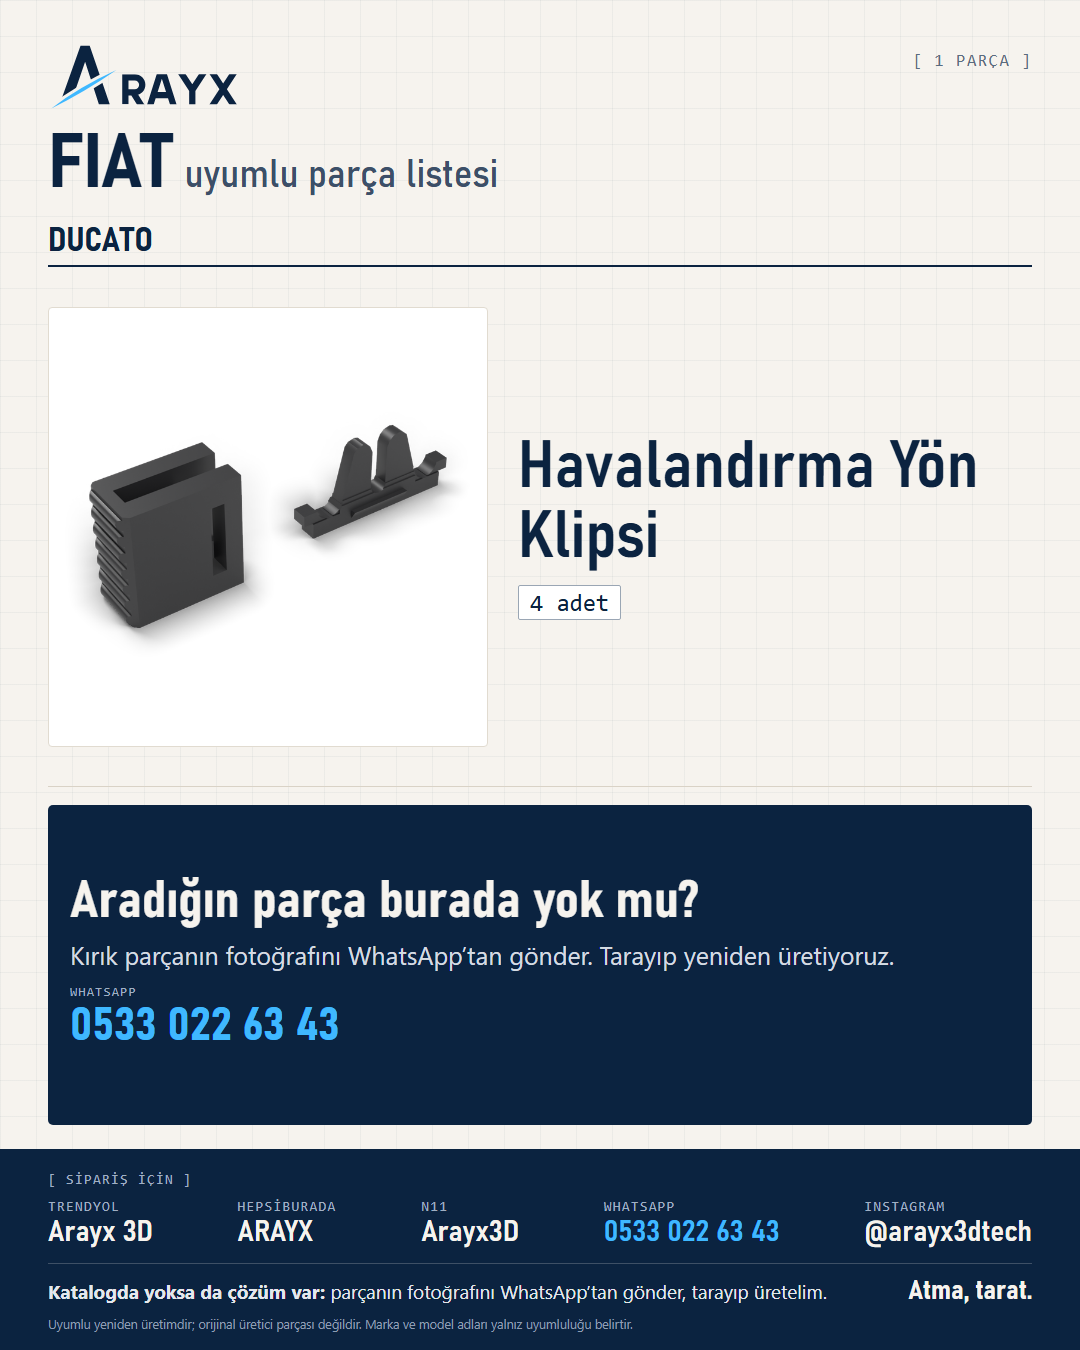 ARAYX
[ 1 PARÇA ]
FIAT uyumlu parça listesi
DUCATO
Havalandırma Yön
Klipsi
4 adet
Aradığın parça burada yok mu?
Kırık parçanın fotoğrafını WhatsApp'tan gönder. Tarayıp yeniden üretiyoruz.
WHATSAPP
0533 022 63 43
[ SİPARİŞ İÇİN ]
TRENDYOL
Arayx 3D
HEPSİBURADA
ARAYX
N11
Arayx3D
WHATSAPP
0533 022 63 43
INSTAGRAM
@arayx3dtech
Katalogda yoksa da çözüm var: parçanın fotoğrafını WhatsApp'tan gönder, tarayıp üretelim.
Atma, tarat.
Uyumlu yeniden üretimdir; orijinal üretici parçası değildir. Marka ve model adları yalnız uyumluluğu belirtir.